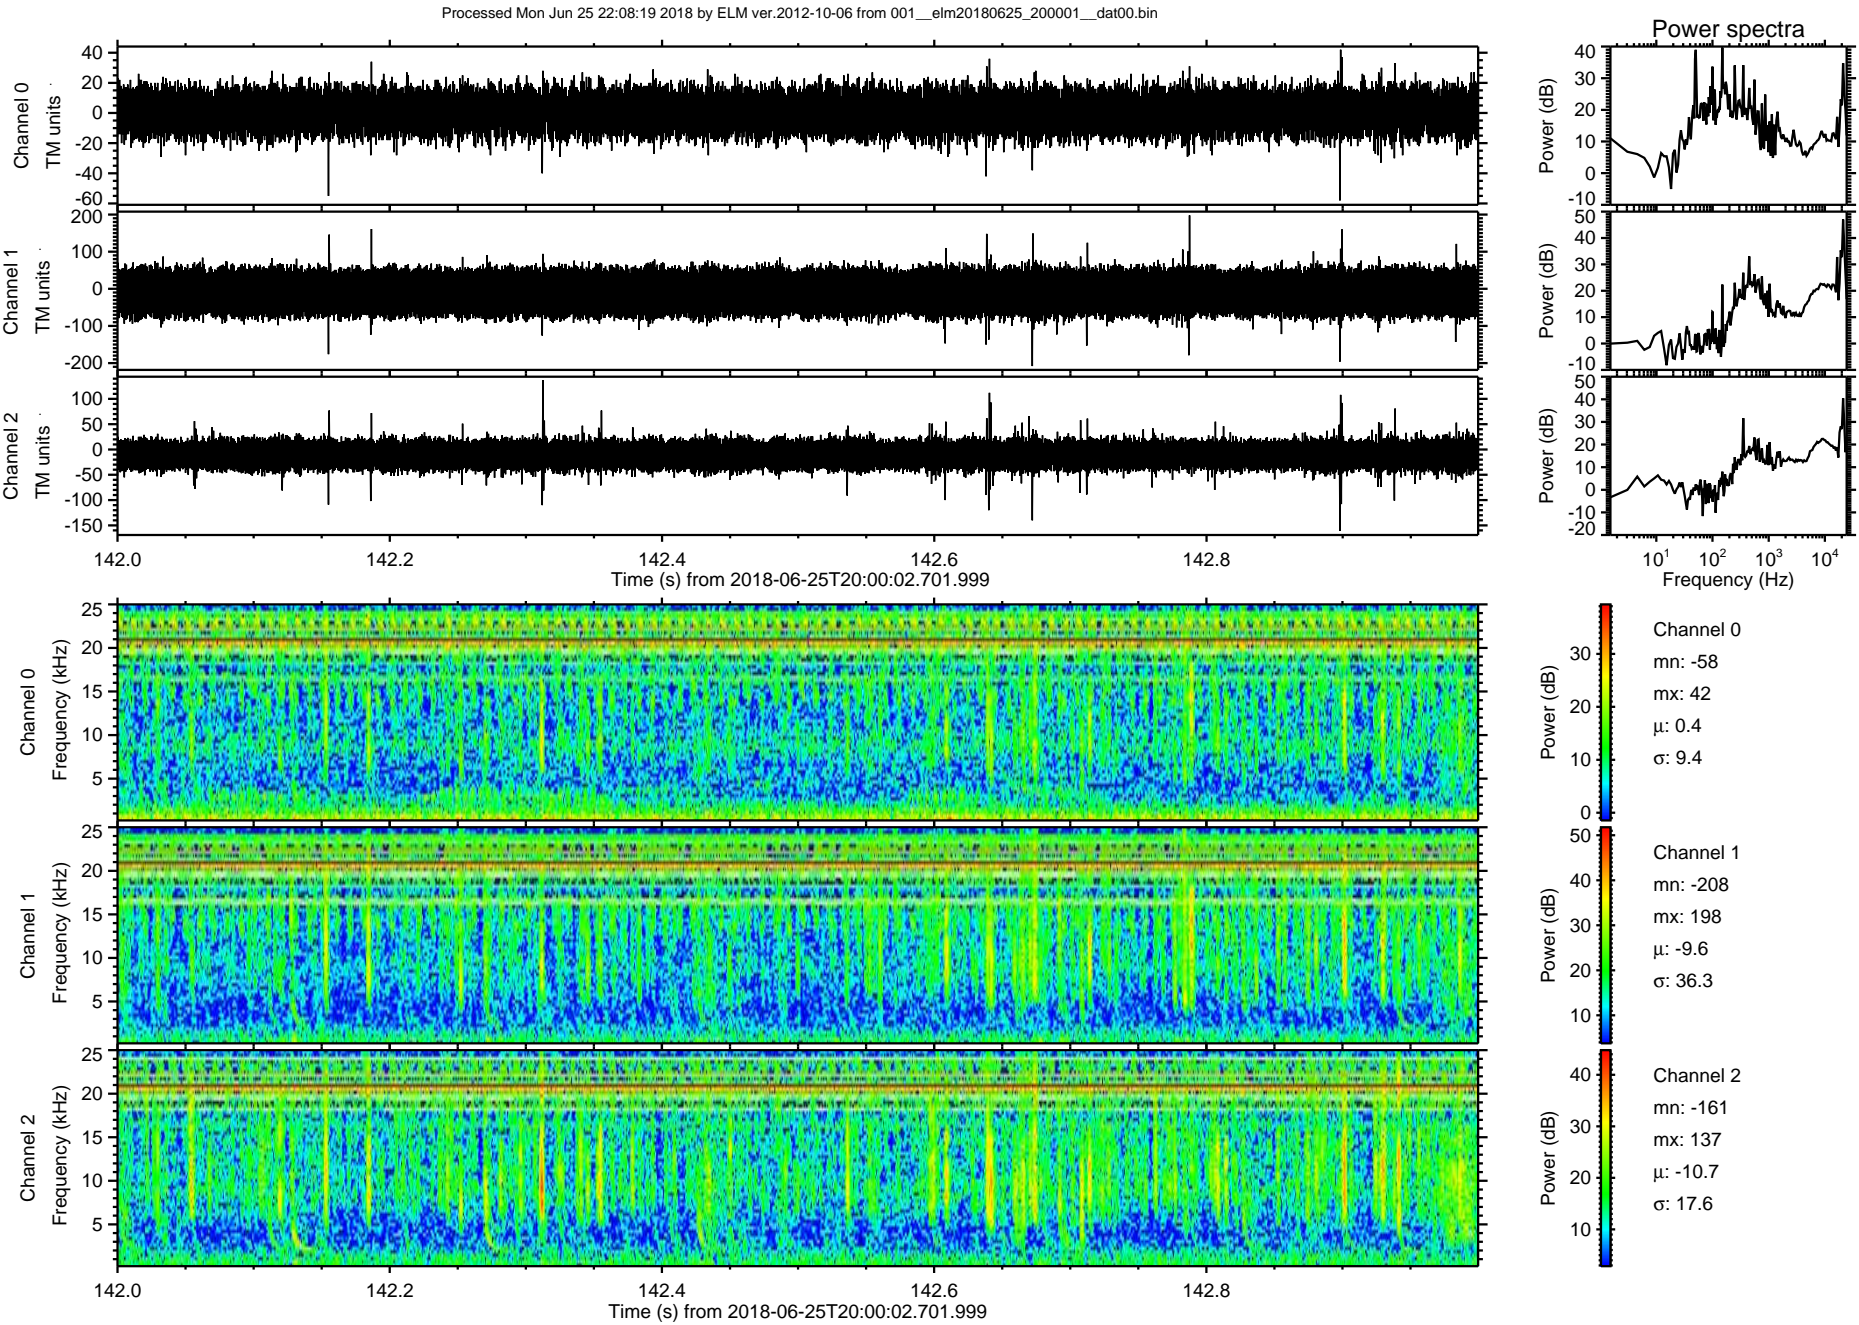 Processed Mon Jun 25 22:08:19 2018 by ELM ver.2012-10-06 from 001__elm20180625_200001__dat00.bin
Power spectra
Channel 0
TM units
40
20
0
-20
-40
-60
Power (dB)
40
30
20
10
0
-10
Channel 1
TM units
200
100
0
-100
-200
Power (dB)
50
40
30
20
10
0
-10
Channel 2
TM units
100
50
0
-50
-100
-150
Power (dB)
50
40
30
20
10
0
-10
-20
142.0 142.2 142.4 142.6 142.8
Time (s) from 2018-06-25T20:00:02.701.999
10^1 10^2 10^3 10^4
Frequency (Hz)
Channel 0
Frequency (kHz)
25
20
15
10
5
Power (dB)
30
20
10
0
Channel 0
mn: -58
mx: 42
μ: 0.4
σ: 9.4
Channel 1
Frequency (kHz)
25
20
15
10
5
Power (dB)
50
40
30
20
10
Channel 1
mn: -208
mx: 198
μ: -9.6
σ: 36.3
Channel 2
Frequency (kHz)
25
20
15
10
5
Power (dB)
40
30
20
10
Channel 2
mn: -161
mx: 137
μ: -10.7
σ: 17.6
142.0 142.2 142.4 142.6 142.8
Time (s) from 2018-06-25T20:00:02.701.999